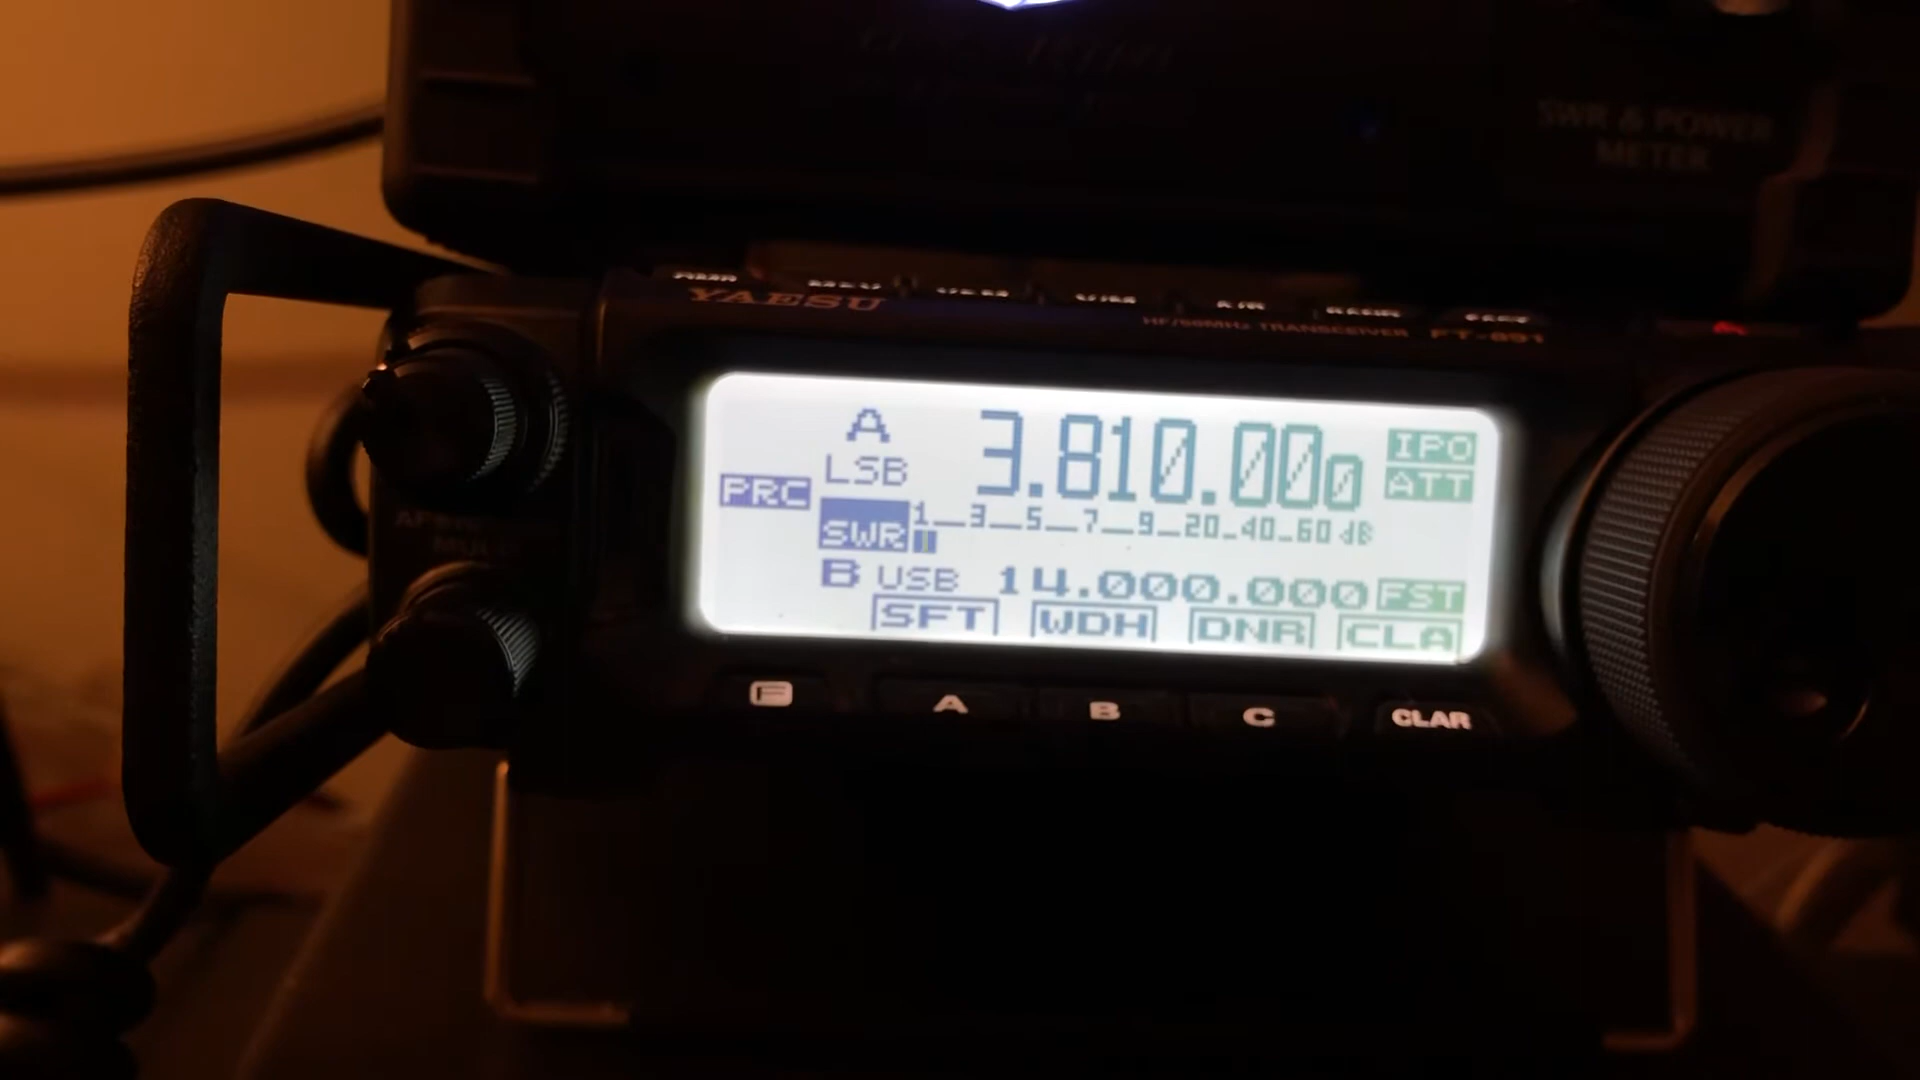 SWR & POWER
METER
YAESU
HF/50MHz TRANSCEIVER FT-891
A 3.810.000 IPO
LSB ATT
PRC
1 3 5 7 9 20 40 60 dB
SWR
B USB 14.000.000 FST
SFT WDH DNR CLA
F A B C CLAR